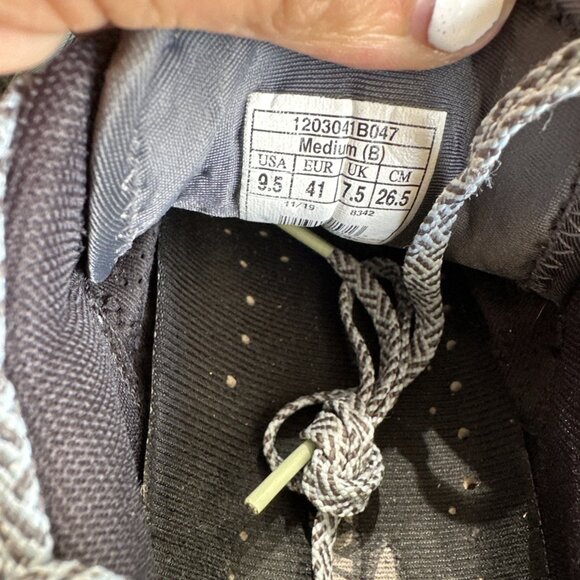 1203041B047
Medium (B)
USA EUR UK CM
9.5 41 7.5 26.5
11/19 8342